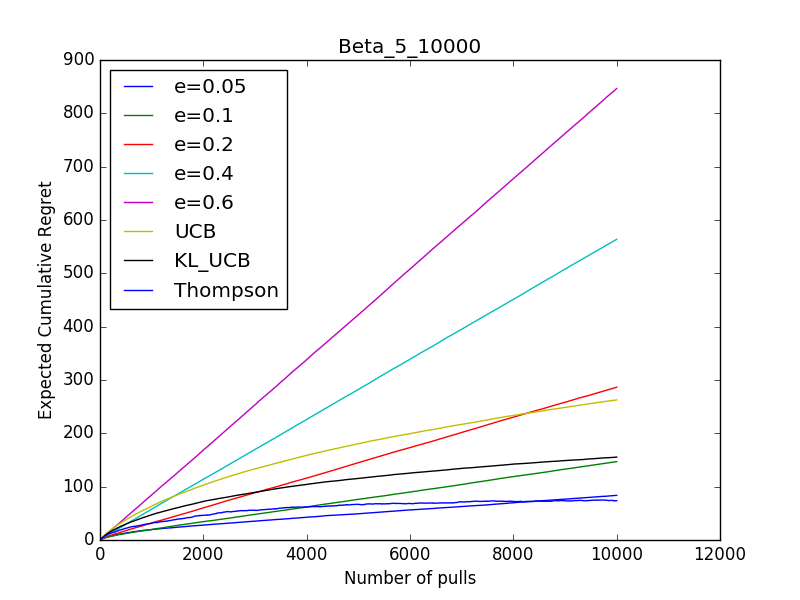 Beta_5_10000
900
800
700
600
500
400
300
200
100
0
Expected Cumulative Regret
e=0.05
e=0.1
e=0.2
e=0.4
e=0.6
UCB
KL_UCB
Thompson
0 2000 4000 6000 8000 10000 12000
Number of pulls